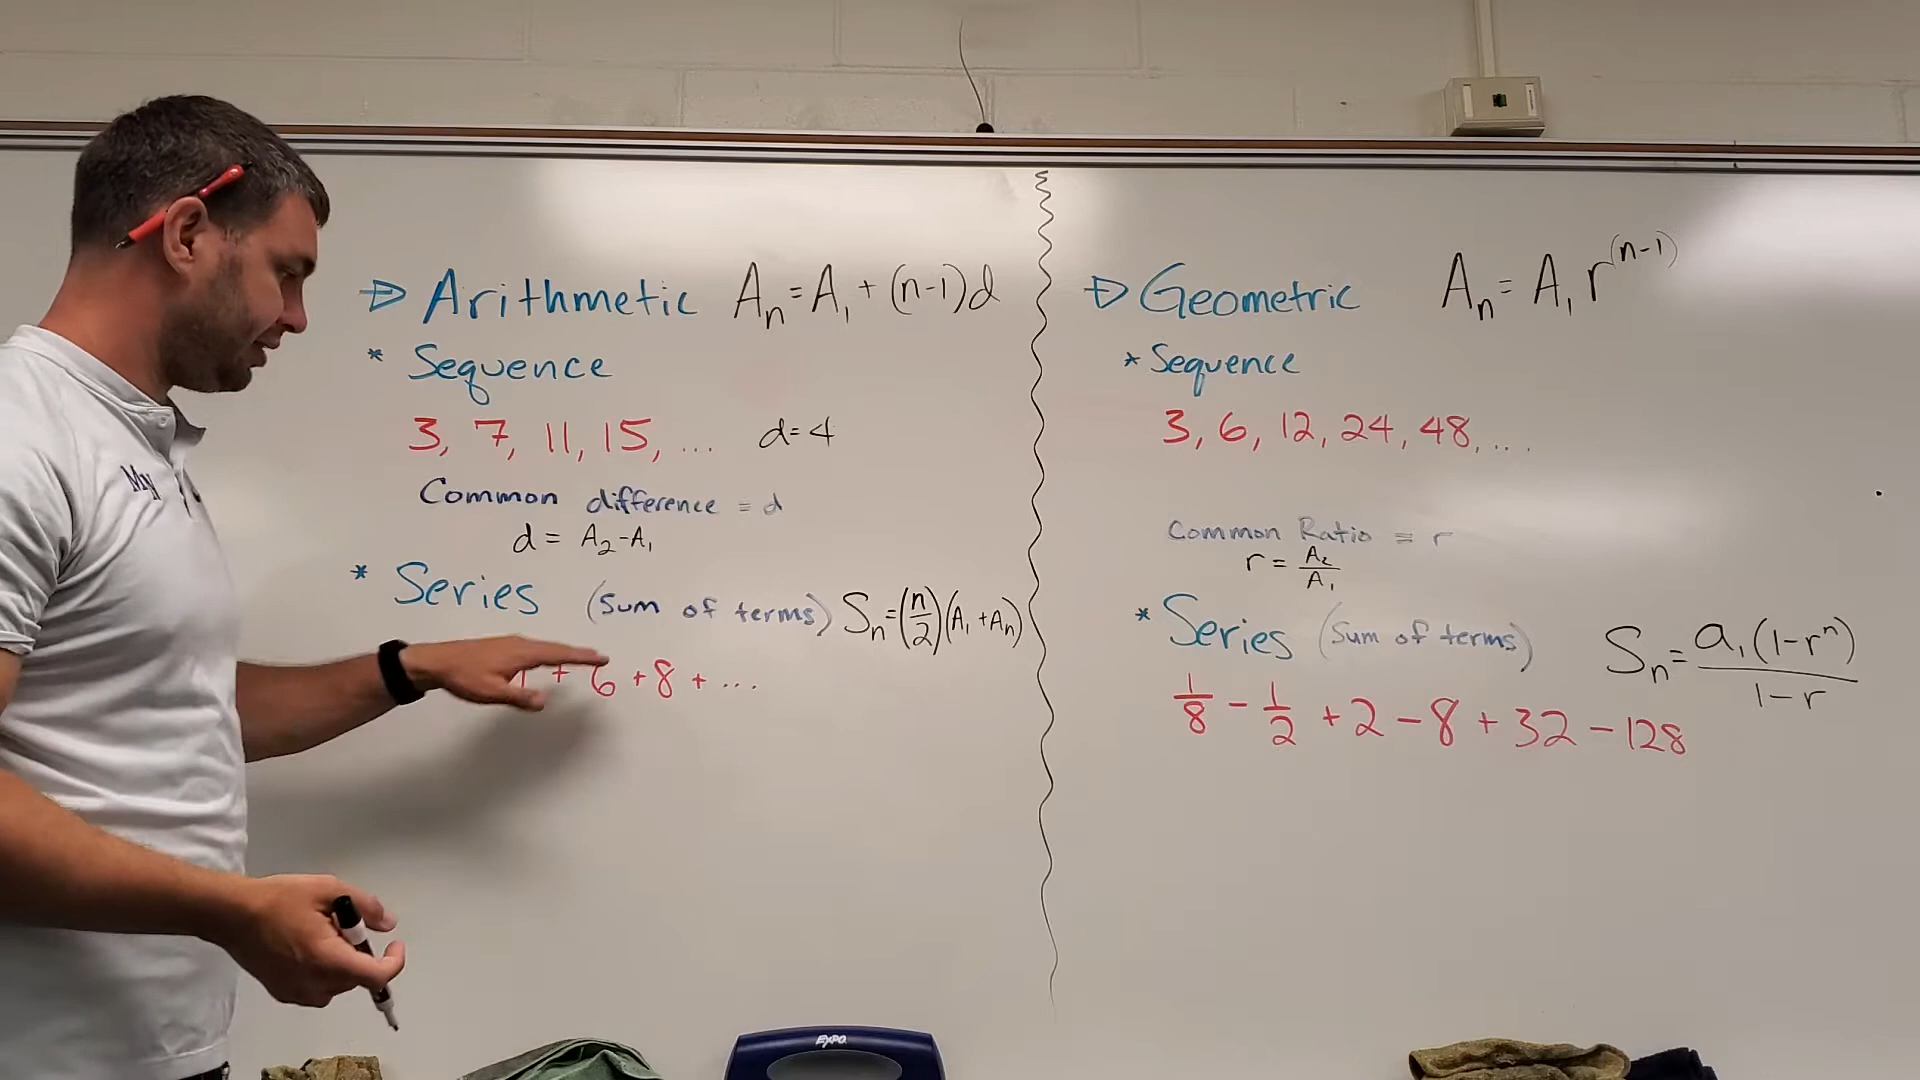 Arithmetic Aₙ = A₁ + (n-1)d
* Sequence
3, 7, 11, 15, ... d=4
Common difference = d
d = A₂-A₁
* Series (Sum of terms) Sₙ=(n/2)(A₁ +Aₙ)
+ 6 +8 + ...
Geometric Aₙ = A₁ r⁽ⁿ⁻¹⁾
* Sequence
3, 6, 12, 24, 48, ...
Common Ratio = r
r = A₂/A₁
* Series (Sum of terms) Sₙ= a₁(1-rⁿ)/1-r
1/8 - 1/2 + 2 - 8 + 32 - 128
EXPO